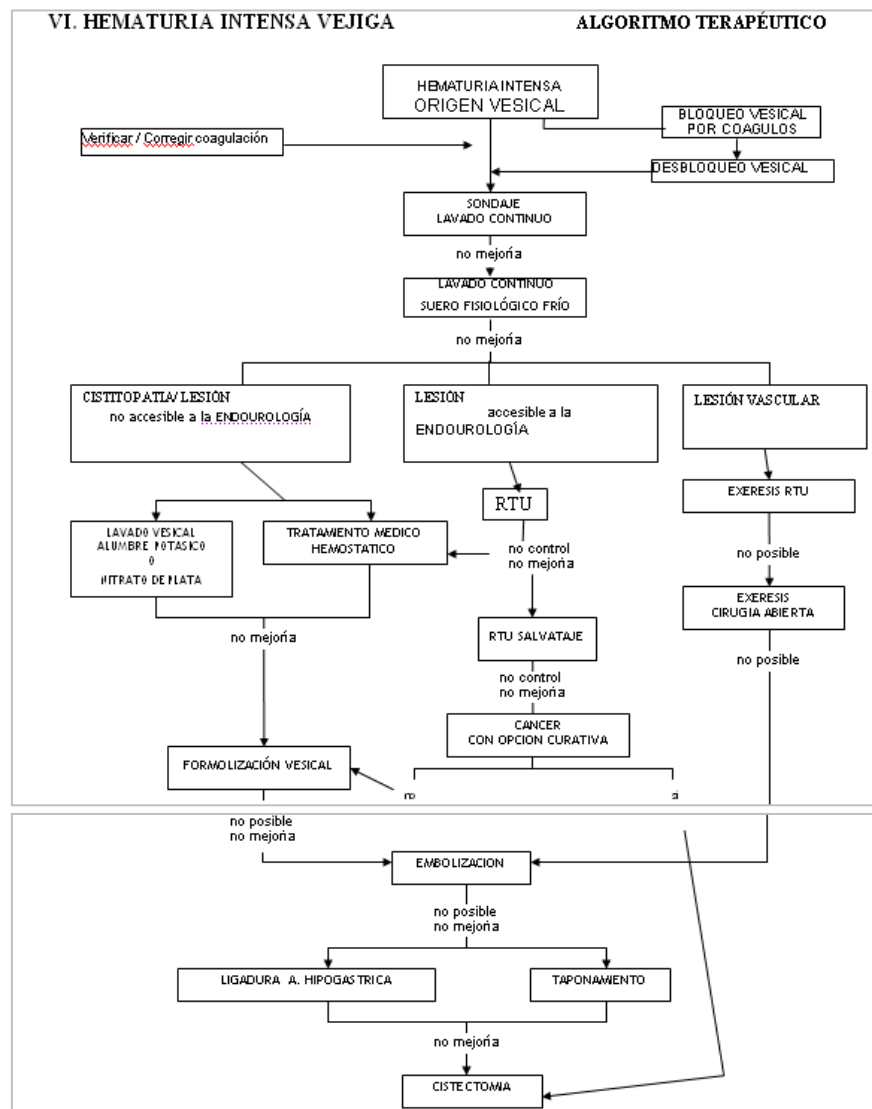 VI. HEMATURIA INTENSA VEJIGA
ALGORITMO TERAPÉUTICO
HEMATURIA INTENSA
ORIGEN VESICAL
BLOQUEO VESICAL
POR COAGULOS
Verificar / Corregir coagulación
DESBLOQUEO VESICAL
SONDAJE
LAVADO CONTINUO
no mejoría
LAVADO CONTINUO
SUERO FISIOLÓGICO FRÍO
no mejoría
CISTITOPATIA/ LESIÓN
no accesible a la ENDOUROLOGÍA
LESIÓN
accesible a la
ENDOUROLOGÍA
LESIÓN VASCULAR
EXERESIS RTU
RTU
LAVADO VESICAL
ALUMBRE POTASICO
O
NITRATO DE PLATA
TRATAMIENTO MEDICO
HEMOSTATICO
no control
no mejoría
no posible
EXERESIS
CIRUGIA ABIERTA
no mejoría
RTU SALVATAJE
no posible
no control
no mejoría
CANCER
CON OPCION CURATIVA
FORMOLIZACIÓN VESICAL
no
si
no posible
no mejoría
EMBOLIZACION
no posible
no mejoría
LIGADURA A. HIPOGASTRICA
TAPONAMIENTO
no mejoría
CISTECTOMIA